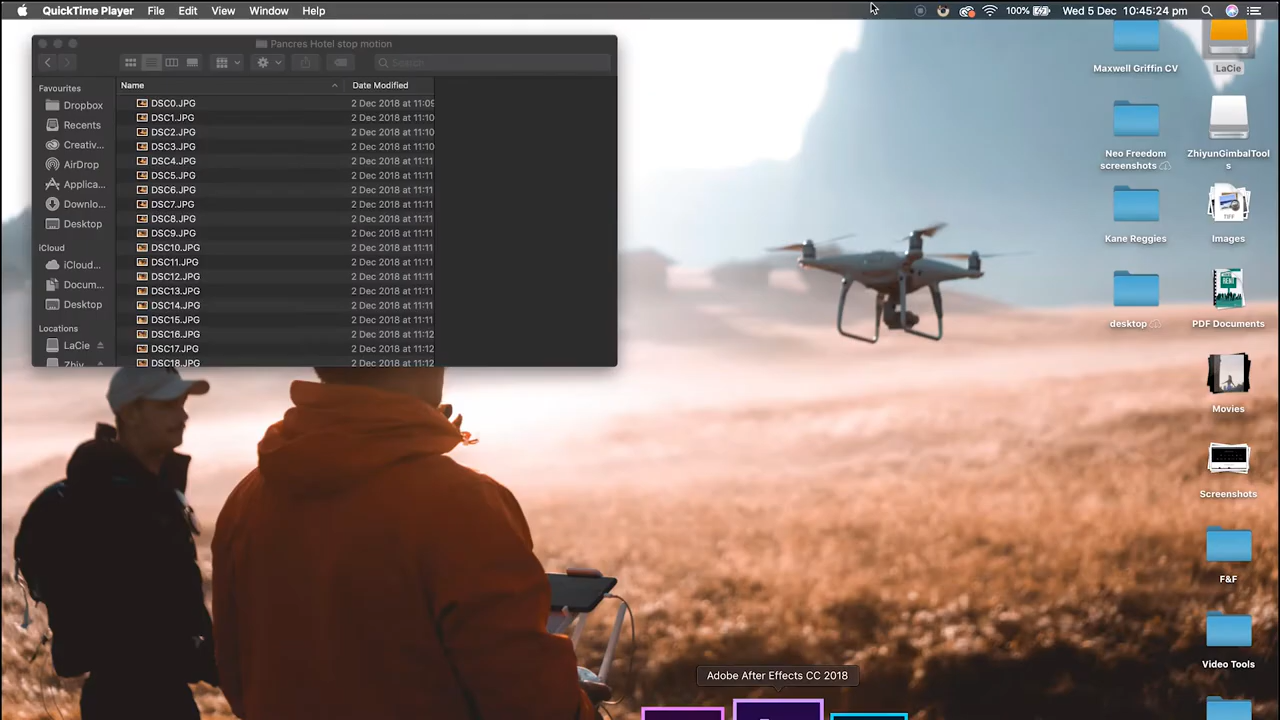 QuickTime Player File Edit View Window Help 100% Wed 5 Dec 10:45:24 pm
Pancres Hotel stop motion
Search
Name Date Modified
Favourites
Dropbox
Recents
Creativ...
AirDrop
Applica...
Downlo...
Desktop
iCloud
iCloud...
Docum...
Desktop
Locations
LaCie
Zhiy...
DSC0.JPG 2 Dec 2018 at 11:09
DSC1.JPG 2 Dec 2018 at 11:10
DSC2.JPG 2 Dec 2018 at 11:10
DSC3.JPG 2 Dec 2018 at 11:10
DSC4.JPG 2 Dec 2018 at 11:11
DSC5.JPG 2 Dec 2018 at 11:11
DSC6.JPG 2 Dec 2018 at 11:11
DSC7.JPG 2 Dec 2018 at 11:11
DSC8.JPG 2 Dec 2018 at 11:11
DSC9.JPG 2 Dec 2018 at 11:11
DSC10.JPG 2 Dec 2018 at 11:11
DSC11.JPG 2 Dec 2018 at 11:11
DSC12.JPG 2 Dec 2018 at 11:11
DSC13.JPG 2 Dec 2018 at 11:11
DSC14.JPG 2 Dec 2018 at 11:11
DSC15.JPG 2 Dec 2018 at 11:11
DSC16.JPG 2 Dec 2018 at 11:12
DSC17.JPG 2 Dec 2018 at 11:12
DSC18.JPG 2 Dec 2018 at 11:12
Maxwell Griffin CV
LaCie
Neo Freedom
screenshots
ZhiyunGimbalTool
s
Kane Reggies
Images
desktop
PDF Documents
Movies
Screenshots
F&F
Video Tools
Adobe After Effects CC 2018